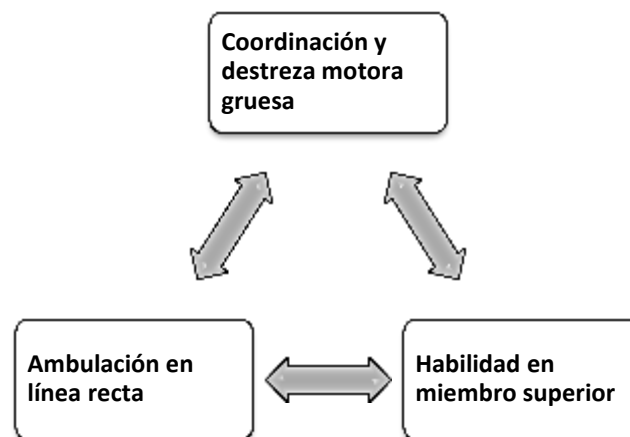 Coordinación y
destreza motora
gruesa
Ambulación en
línea recta
Habilidad en
miembro superior